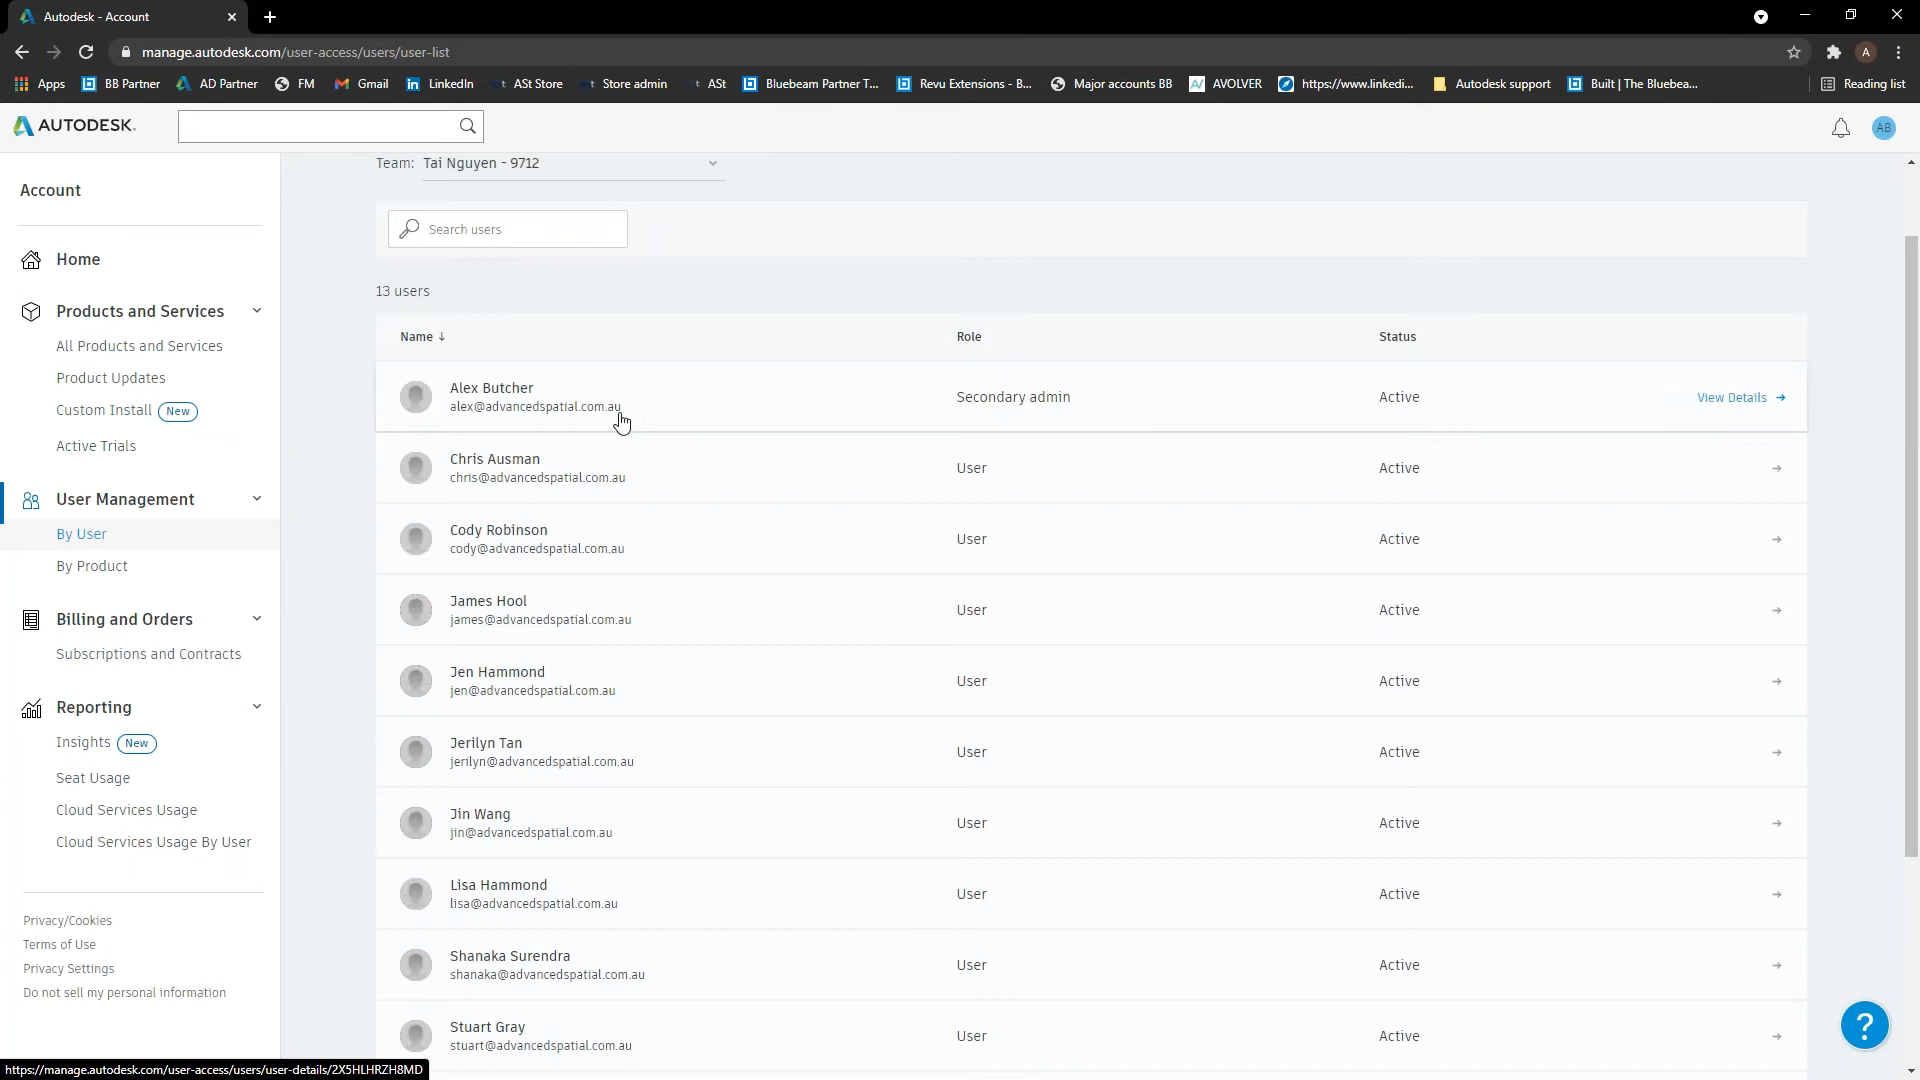 Autodesk - Account
manage.autodesk.com/user-access/users/user-list
A
Apps
BB Partner
AD Partner
FM
Gmail
LinkedIn
ASt Store
Store admin
ASt
Bluebeam Partner T...
Revu Extensions - B...
Major accounts BB
AVOLVER
https://www.linkedi...
Autodesk support
Built | The Bluebea...
Reading list
AUTODESK.
AB
Account
Home
Products and Services
All Products and Services
Product Updates
Custom Install New
Active Trials
User Management
By User
By Product
Billing and Orders
Subscriptions and Contracts
Reporting
Insights New
Seat Usage
Cloud Services Usage
Cloud Services Usage By User
Privacy/Cookies
Terms of Use
Privacy Settings
Do not sell my personal information
Team: Tai Nguyen - 9712
Search users
13 users
Name ↓ Role Status
Alex Butcher
alex@advancedspatial.com.au
Secondary admin Active View Details →
Chris Ausman
chris@advancedspatial.com.au
User Active →
Cody Robinson
cody@advancedspatial.com.au
User Active →
James Hool
james@advancedspatial.com.au
User Active →
Jen Hammond
jen@advancedspatial.com.au
User Active →
Jerilyn Tan
jerilyn@advancedspatial.com.au
User Active →
Jin Wang
jin@advancedspatial.com.au
User Active →
Lisa Hammond
lisa@advancedspatial.com.au
User Active →
Shanaka Surendra
shanaka@advancedspatial.com.au
User Active →
Stuart Gray
stuart@advancedspatial.com.au
User Active →
?
https://manage.autodesk.com/user-access/users/user-details/2X5HLHRZH8MD